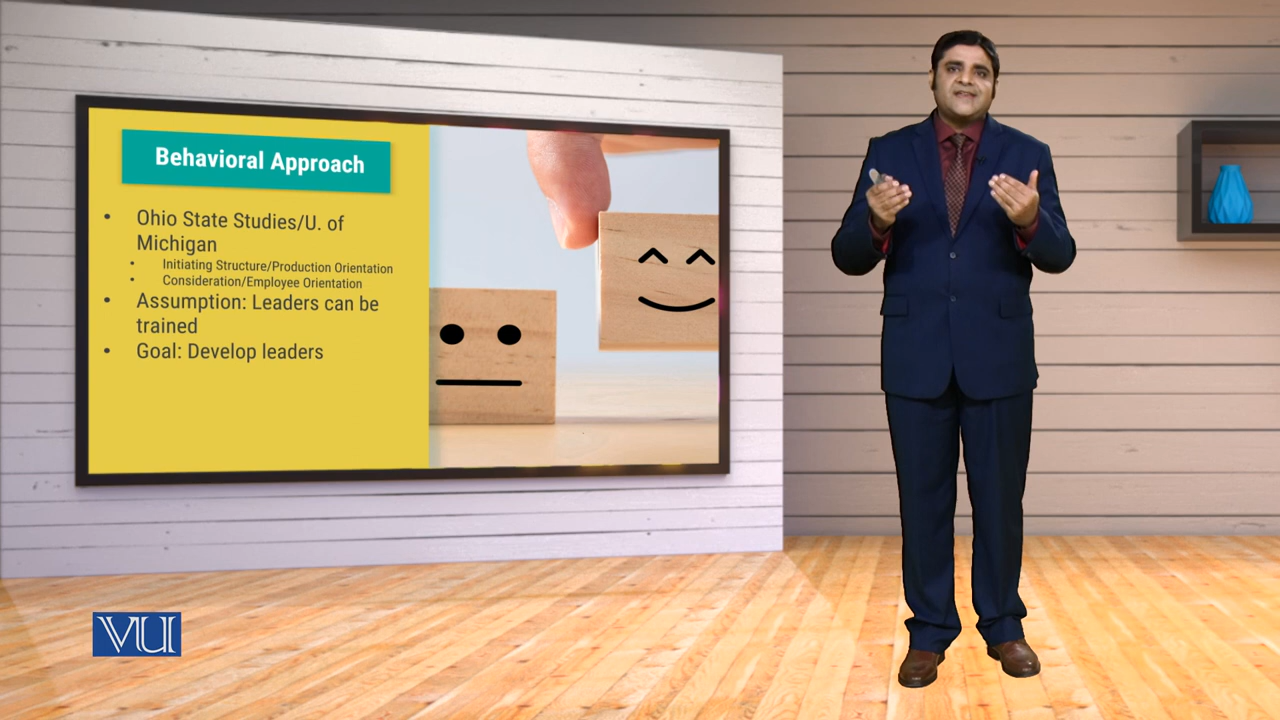 Behavioral Approach
• Ohio State Studies/U. of
Michigan
• Initiating Structure/Production Orientation
• Consideration/Employee Orientation
• Assumption: Leaders can be
trained
• Goal: Develop leaders
VU